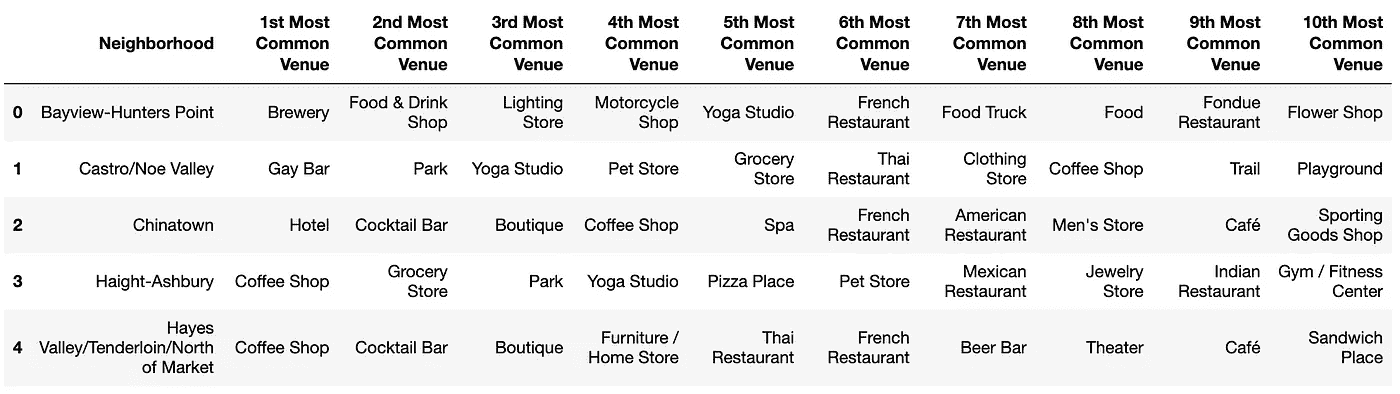 Neighborhood 1st Most Common Venue 2nd Most Common Venue 3rd Most Common Venue 4th Most Common Venue 5th Most Common Venue 6th Most Common Venue 7th Most Common Venue 8th Most Common Venue 9th Most Common Venue 10th Most Common Venue
0 Bayview-Hunters Point Brewery Food & Drink Shop Lighting Store Motorcycle Shop Yoga Studio French Restaurant Food Truck Food Fondue Restaurant Flower Shop
1 Castro/Noe Valley Gay Bar Park Yoga Studio Pet Store Grocery Store Thai Restaurant Clothing Store Coffee Shop Trail Playground
2 Chinatown Hotel Cocktail Bar Boutique Coffee Shop Spa French Restaurant American Restaurant Men's Store Café Sporting Goods Shop
3 Haight-Ashbury Coffee Shop Grocery Store Park Yoga Studio Pizza Place Pet Store Mexican Restaurant Jewelry Store Indian Restaurant Gym / Fitness Center
4 Hayes Valley/Tenderloin/North of Market Coffee Shop Cocktail Bar Boutique Furniture / Home Store Thai Restaurant French Restaurant Beer Bar Theater Café Sandwich Place